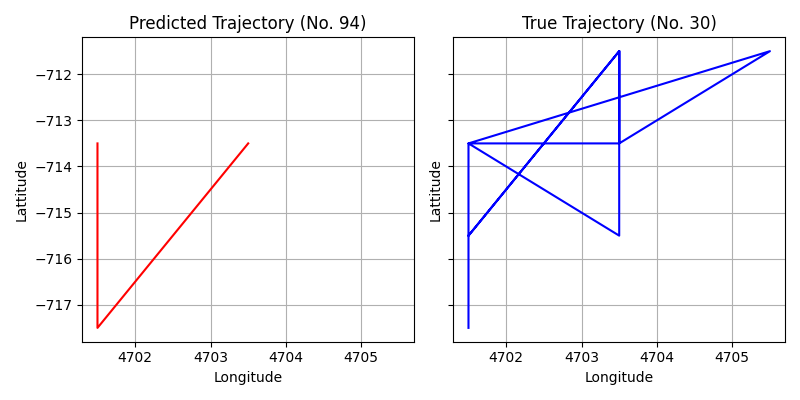 Predicted Trajectory (No. 94)
True Trajectory (No. 30)
−712
−713
−714
−715
−716
−717
Lattitude
Lattitude
4702
4703
4704
4705
4702
4703
4704
4705
Longitude
Longitude